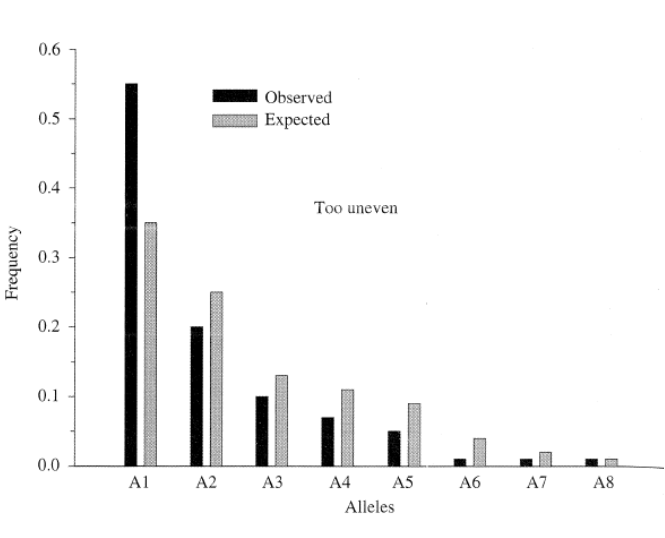 0.6
Observed
0.5
Expected
0.4
Too uneven
0.3
Frequency
0.2
0.1
0.0
A1 A2 A3 A4 A5 A6 A7 A8
Alleles